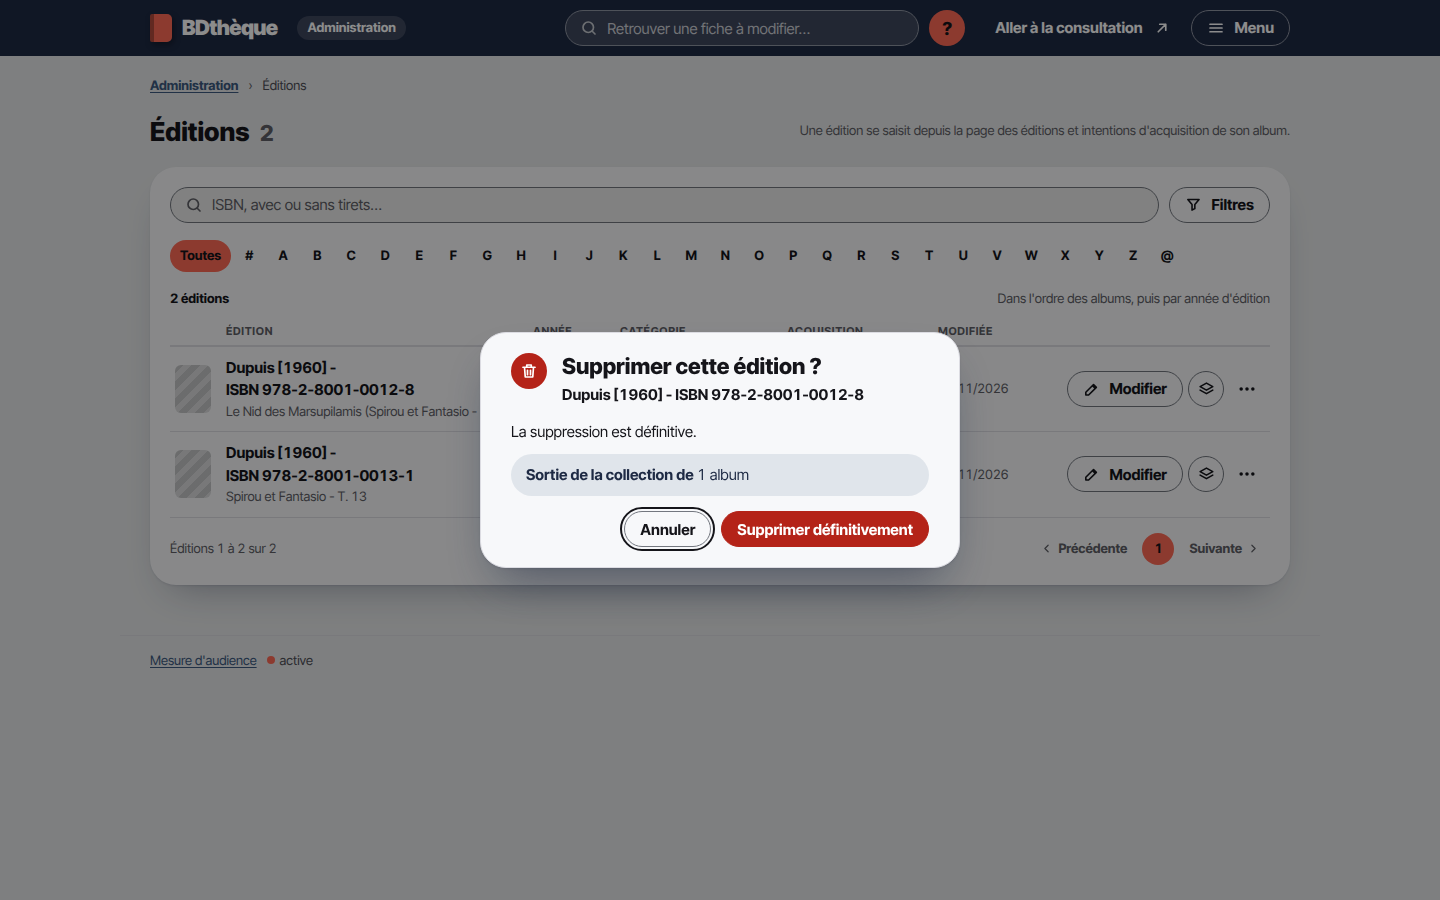 BDthèque Administration Retrouver une fiche à modifier... ? Aller à la consultation Menu
Administration › Éditions
Éditions 2
Une édition se saisit depuis la page des éditions et intentions d'acquisition de son album.
ISBN, avec ou sans tirets... Filtres
Toutes # A B C D E F G H I J K L M N O P Q R S T U V W X Y Z @
2 éditions Dans l'ordre des albums, puis par année d'édition
ÉDITION ANNÉE CATÉGORIE ACQUISITION MODIFIÉE
Dupuis [1960] -
ISBN 978-2-8001-0012-8
Le Nid des Marsupilamis (Spirou et Fantasio -
11/2026 Modifier
Dupuis [1960] -
ISBN 978-2-8001-0013-1
Spirou et Fantasio - T. 13
11/2026 Modifier
Supprimer cette édition ?
Dupuis [1960] - ISBN 978-2-8001-0012-8
La suppression est définitive.
Sortie de la collection de 1 album
Annuler Supprimer définitivement
Éditions 1 à 2 sur 2 Précédente 1 Suivante
Mesure d'audience active